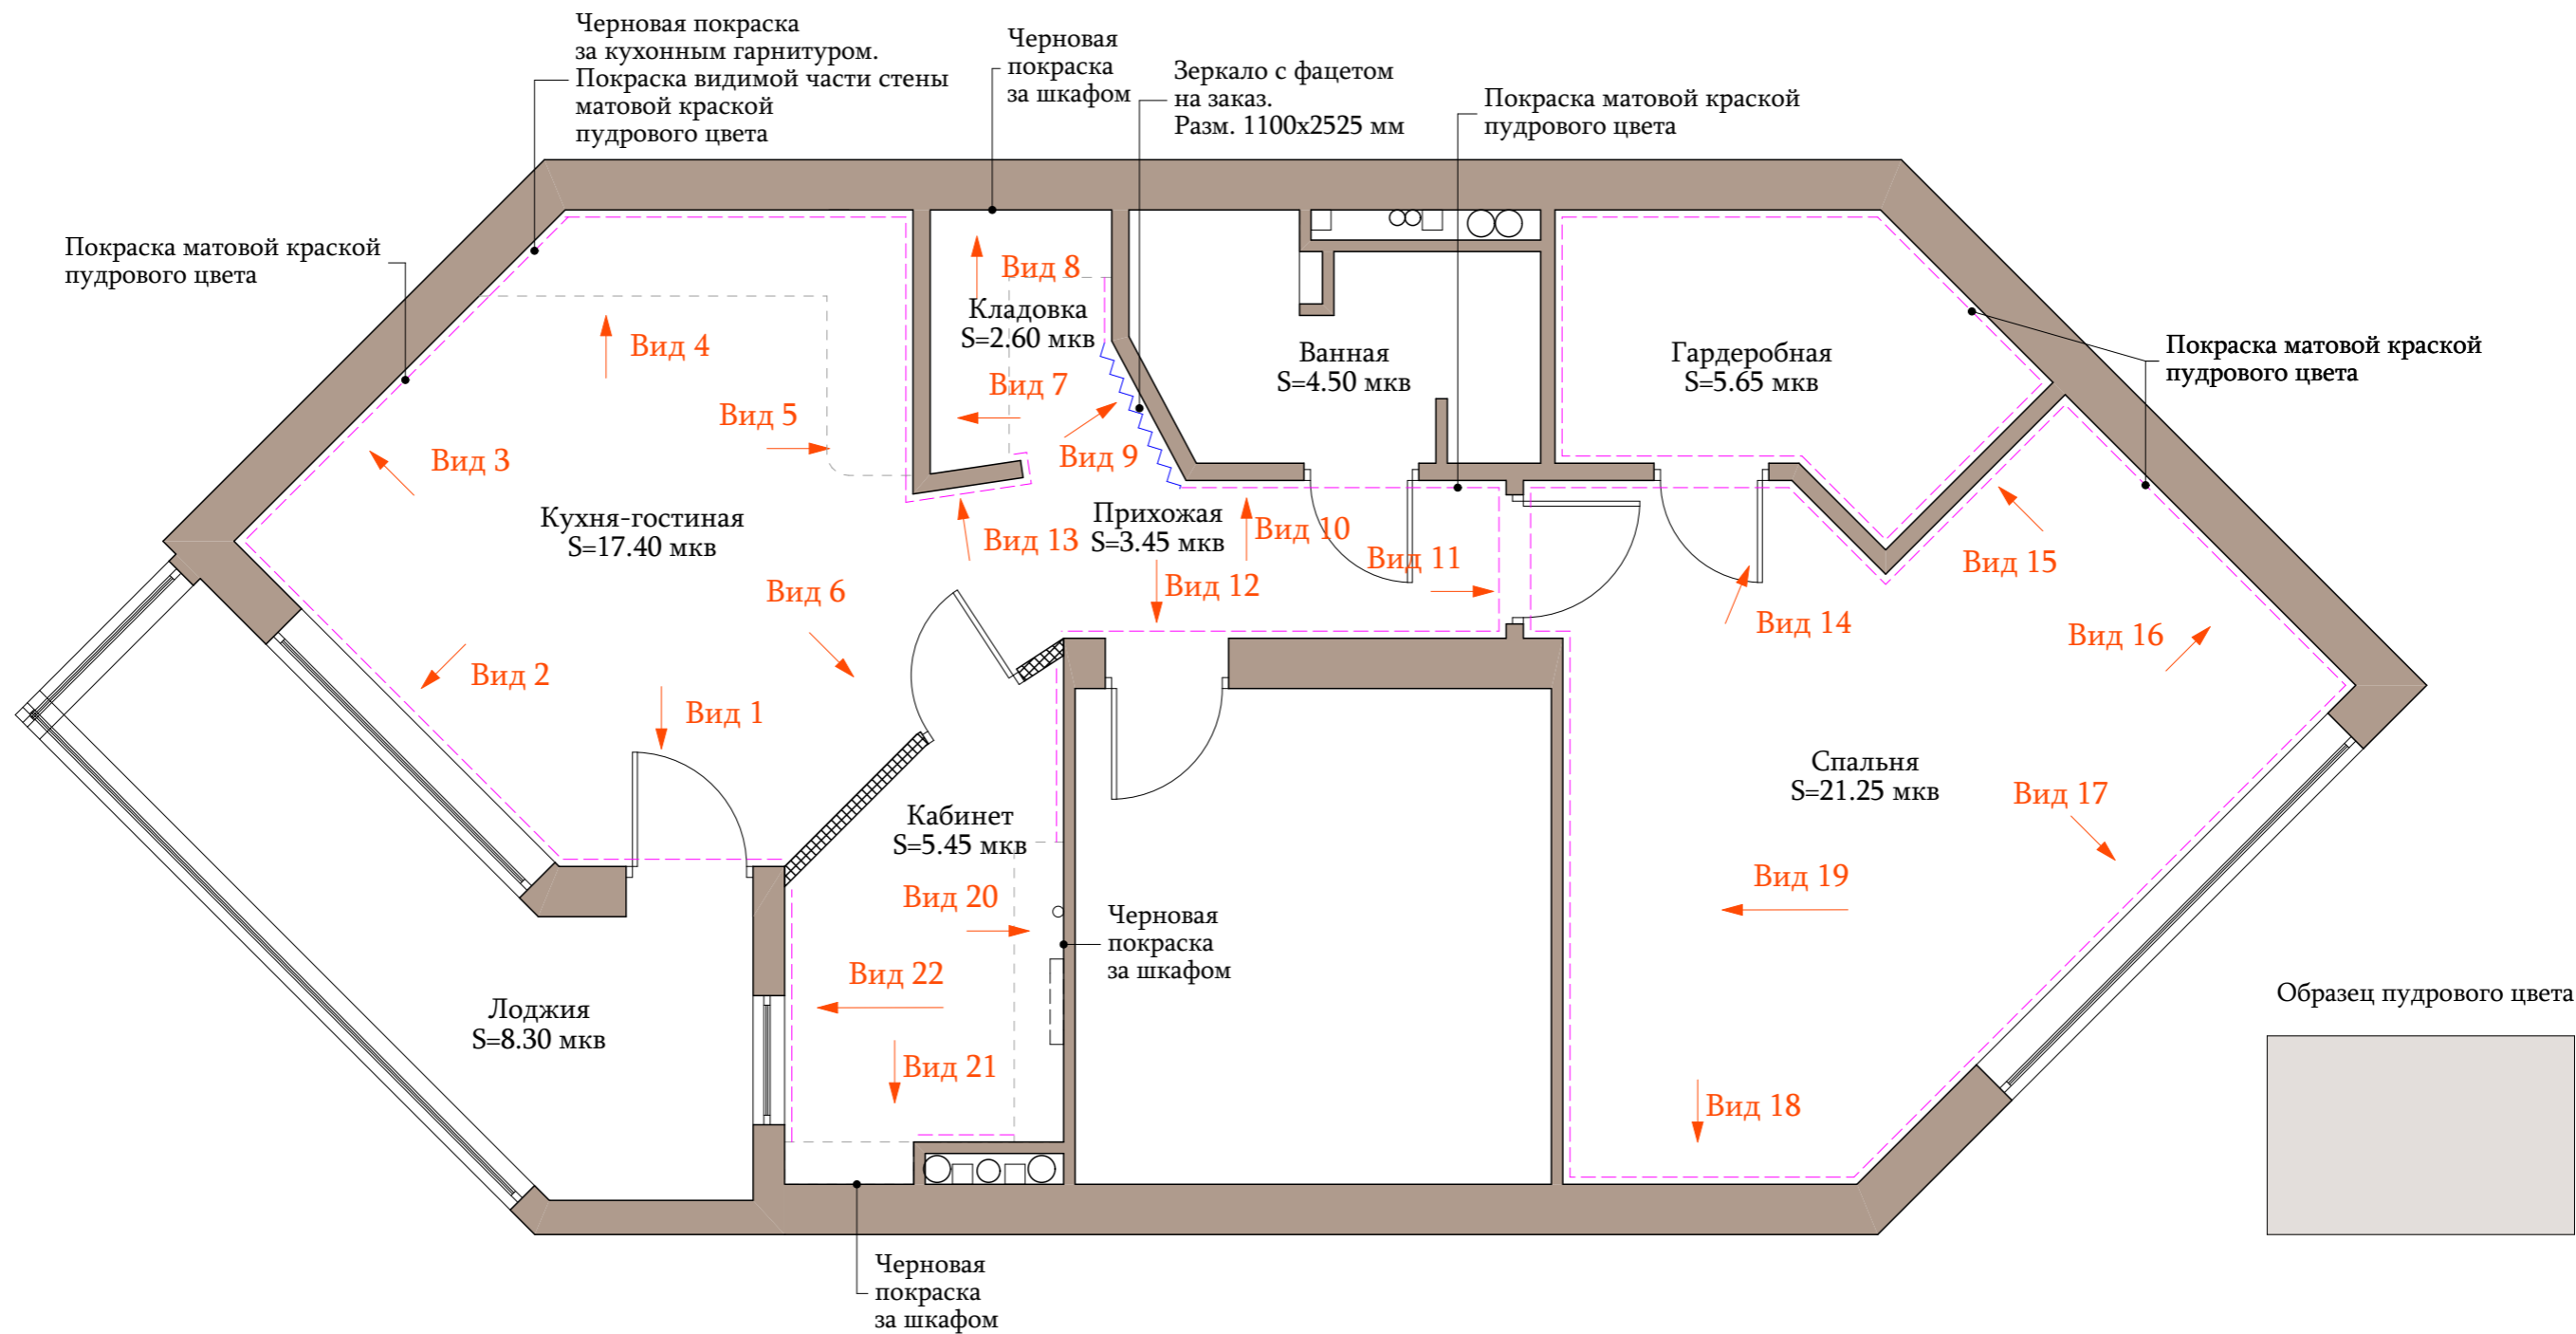 Черновая покраска
за кухонным гарнитуром.
Покраска видимой части стены
матовой краской
пудрового цвета
Черновая
покраска
за шкафом
Зеркало с фацетом
на заказ.
Разм. 1100х2525 мм
Покраска матовой краской
пудрового цвета
Покраска матовой краской
пудрового цвета
Покраска матовой краской
пудрового цвета
Вид 8
Кладовка
S=2.60 мкв
Вид 4
Ванная
S=4.50 мкв
Гардеробная
S=5.65 мкв
Вид 7
Вид 5
Вид 3
Вид 9
Кухня-гостиная
S=17.40 мкв
Прихожая
S=3.45 мкв
Вид 13
Вид 10
Вид 11
Вид 12
Вид 15
Вид 6
Вид 14
Вид 16
Вид 2
Вид 1
Спальня
S=21.25 мкв
Вид 17
Кабинет
S=5.45 мкв
Вид 20
Вид 19
Черновая
покраска
за шкафом
Вид 22
Лоджия
S=8.30 мкв
Образец пудрового цвета
Вид 21
Вид 18
Черновая
покраска
за шкафом